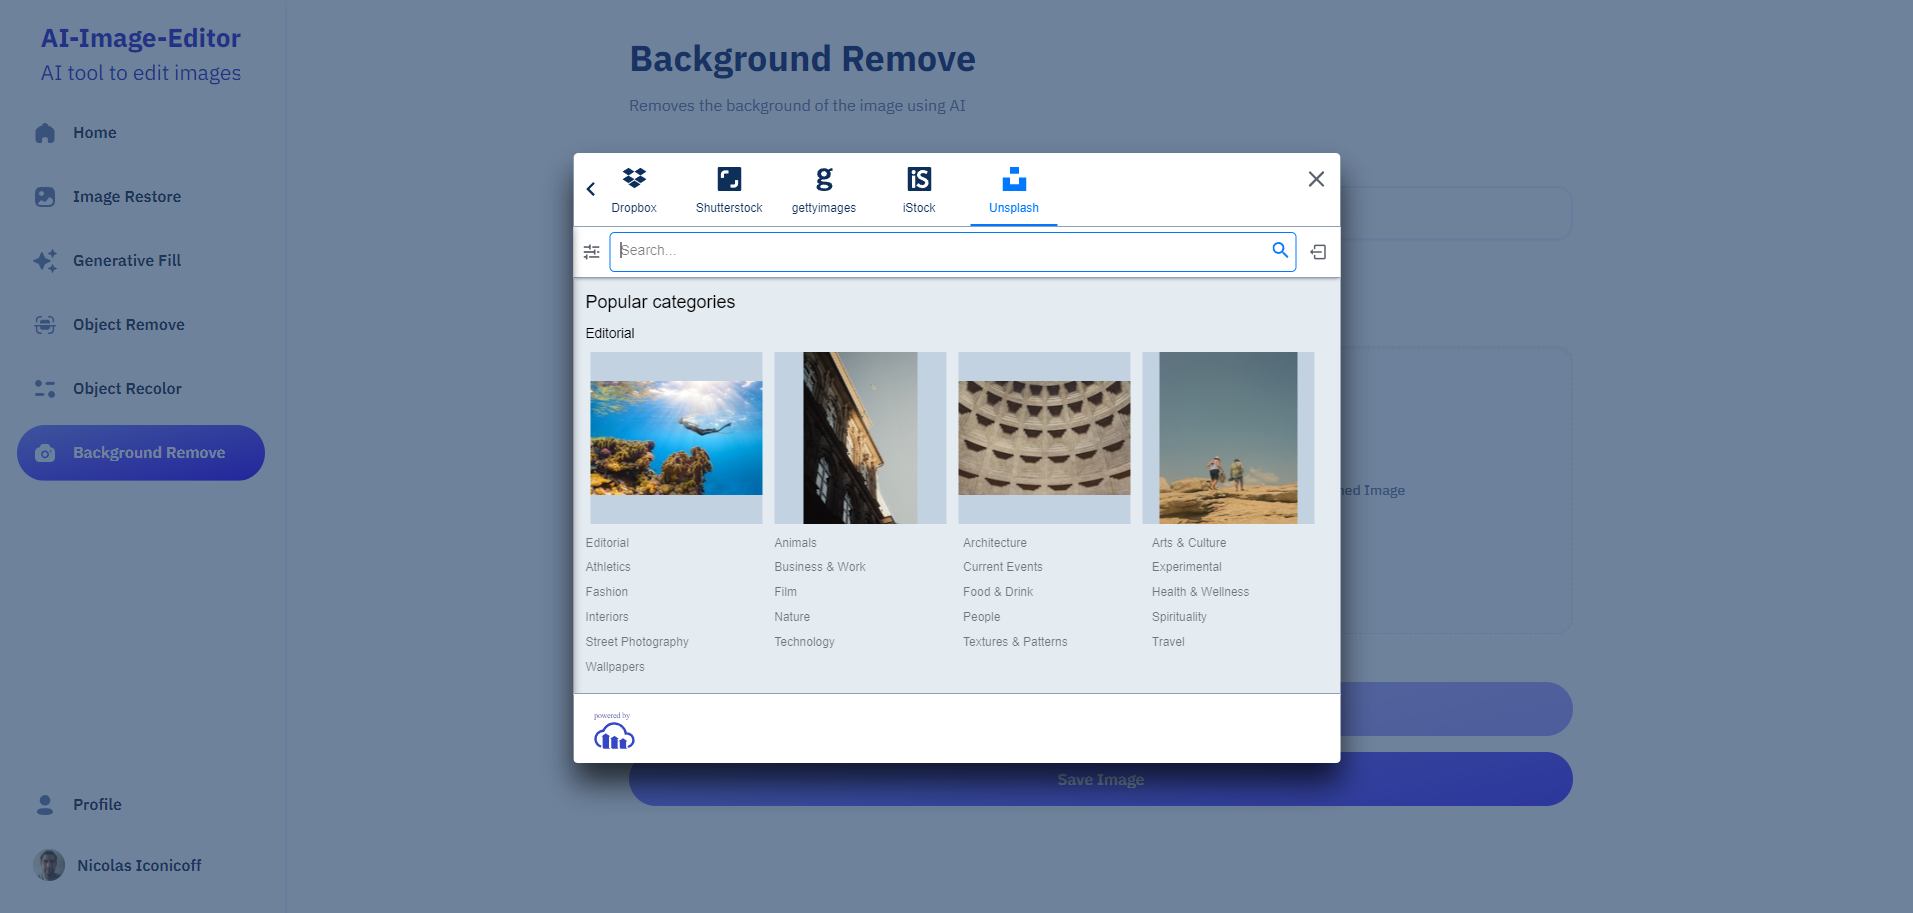 AI-Image-Editor
AI tool to edit images
Home
Image Restore
Generative Fill
Object Remove
Object Recolor
Background Remove
Profile
Nicolas Iconicoff
Background Remove
Removes the background of the image using AI
Dropbox
Shutterstock
gettyimages
iStock
Unsplash
Search...
Popular categories
Editorial
Editorial Animals Architecture Arts & Culture
Athletics Business & Work Current Events Experimental
Fashion Film Food & Drink Health & Wellness
Interiors Nature People Spirituality
Street Photography Technology Textures & Patterns Travel
Wallpapers
powered by
Image
Save Image